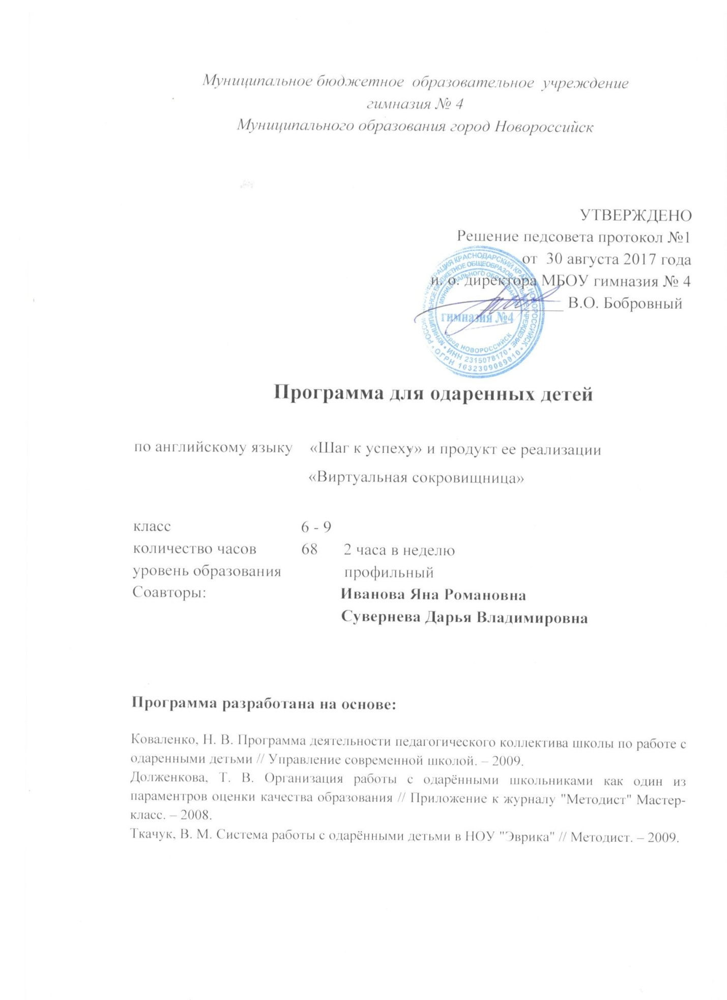 Муниципальное бюджетное образовательное учреждение
гимназия № 4
Муниципального образования город Новороссийск
УТВЕРЖДЕНО
Решение педсовета протокол №1
от 30 августа 2017 года
и. о. директора МБОУ гимназия № 4
В.О. Бобровный
КРАСНОДАРСКИЙ КРАЙ
гимназия №4
город НОВОРОССИЙСК
ИНН 2315078170
ОГРН 1032309089010
Программа для одаренных детей
по английскому языку «Шаг к успеху» и продукт ее реализации
«Виртуальная сокровищница»
класс 6 - 9
количество часов 68 2 часа в неделю
уровень образования профильный
Соавторы: Иванова Яна Романовна
Сувернева Дарья Владимировна
Программа разработана на основе:
Коваленко, Н. В. Программа деятельности педагогического коллектива школы по работе с
одаренными детьми // Управление современной школой. – 2009.
Долженкова, Т. В. Организация работы с одарёнными школьниками как один из
параментров оценки качества образования // Приложение к журналу "Методист" Мастер-
класс. – 2008.
Ткачук, В. М. Система работы с одарёнными детьми в НОУ "Эврика" // Методист. – 2009.